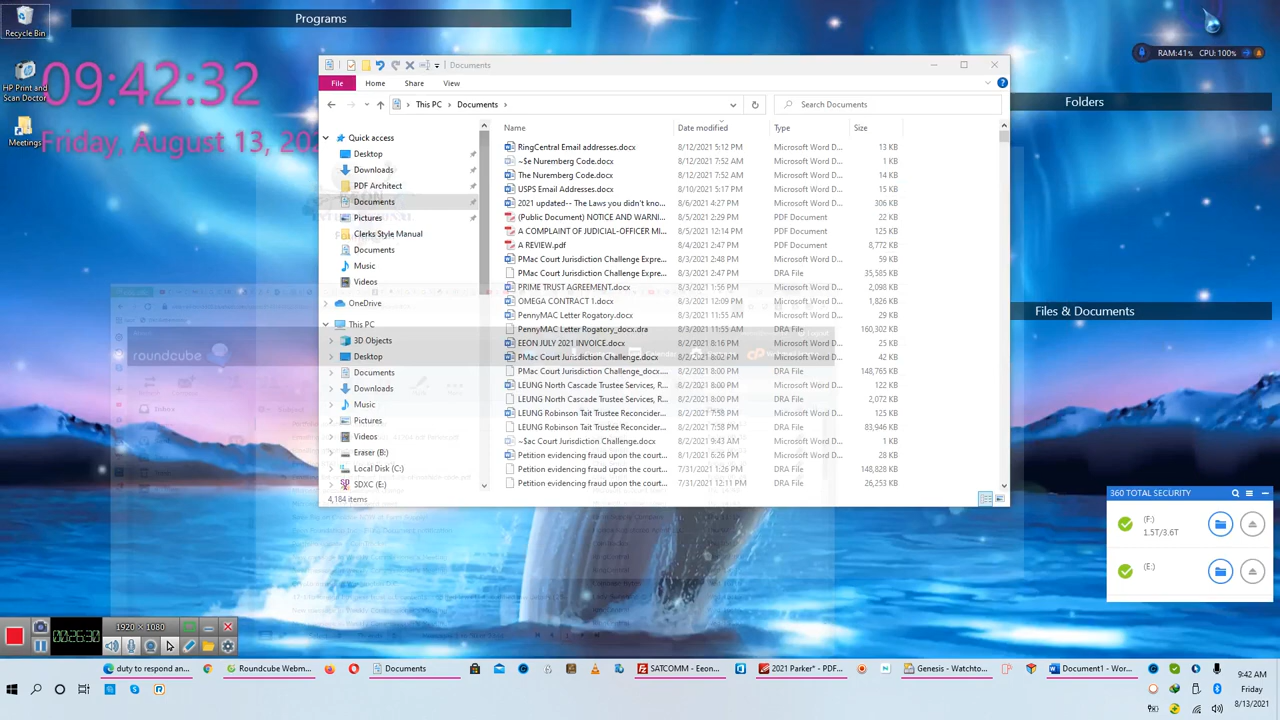 Programs
Recycle Bin
HP Print and
Scan Doctor
Meetings
09:42:32
Friday, August 13, 202
RAM: 41% CPU: 100%
Folders
Files & Documents
Documents
File Home Share View
This PC Documents
Search Documents
Name Date modified Type Size
Quick access
Desktop
Downloads
PDF Architect
Documents
Pictures
Clerks Style Manual
Documents
Music
Videos
OneDrive
This PC
3D Objects
Desktop
Documents
Downloads
Music
Pictures
Videos
Eraser (B:)
Local Disk (C:)
SDXC (E:)
RingCentral Email addresses.docx 8/12/2021 5:12 PM Microsoft Word D... 13 KB
~$e Nuremberg Code.docx 8/12/2021 7:52 AM Microsoft Word D... 1 KB
The Nuremberg Code.docx 8/12/2021 7:52 AM Microsoft Word D... 14 KB
USPS Email Addresses.docx 8/10/2021 5:17 PM Microsoft Word D... 15 KB
2021 updated-- The Laws you didn't kno... 8/6/2021 4:27 PM Microsoft Word D... 306 KB
(Public Document) NOTICE AND WARNI... 8/5/2021 2:29 PM PDF Document 22 KB
A COMPLAINT OF JUDICIAL-OFFICER MI... 8/5/2021 12:14 PM PDF Document 228 KB
A REVIEW.pdf 8/4/2021 2:47 PM PDF Document 8,772 KB
PMac Court Jurisdiction Challenge Expre... 8/3/2021 2:48 PM Microsoft Word D... 59 KB
PMac Court Jurisdiction Challenge Expre... 8/3/2021 2:47 PM DRA File 35,585 KB
PRIME TRUST AGREEMENT.docx 8/3/2021 1:56 PM Microsoft Word D... 2,098 KB
OMEGA CONTRACT 1.docx 8/3/2021 12:09 PM Microsoft Word D... 1,826 KB
PennyMAC Letter Rogatory.docx 8/3/2021 11:55 AM Microsoft Word D... 83 KB
PennyMAC Letter Rogatory_docx.dra 8/3/2021 11:55 AM DRA File 160,302 KB
EEON JULY 2021 INVOICE.docx 8/2/2021 8:16 PM Microsoft Word D... 25 KB
PMac Court Jurisdiction Challenge.docx 8/2/2021 8:02 PM Microsoft Word D... 42 KB
PMac Court Jurisdiction Challenge_docx.... 8/2/2021 8:00 PM DRA File 148,765 KB
LEUNG North Cascade Trustee Services, R... 8/2/2021 8:00 PM Microsoft Word D... 122 KB
LEUNG North Cascade Trustee Services, R... 8/2/2021 8:00 PM DRA File 2,072 KB
LEUNG Robinson Tait Trustee Reconcider... 8/2/2021 7:58 PM Microsoft Word D... 125 KB
LEUNG Robinson Tait Trustee Reconcider... 8/2/2021 7:58 PM DRA File 83,946 KB
~$ac Court Jurisdiction Challenge.docx 8/2/2021 9:43 AM Microsoft Word D... 1 KB
Petition evidencing fraud upon the court... 8/1/2021 6:26 PM Microsoft Word D... 28 KB
Petition evidencing fraud upon the court... 7/31/2021 1:26 PM DRA File 148,828 KB
Petition evidencing fraud upon the court... 7/31/2021 12:11 PM DRA File 26,253 KB
4,184 items
roundcube
Inbox
360 TOTAL SECURITY
(F:)
1.5T/3.6T
(E:)
1920 × 1080
00:26:30
duty to respond an... Roundcube Webm... Documents SATCOMM - Eeon... 2021 Parker* - PDF... Genesis - Watchto... Document1 - Wor...
9:42 AM
Friday
8/13/2021